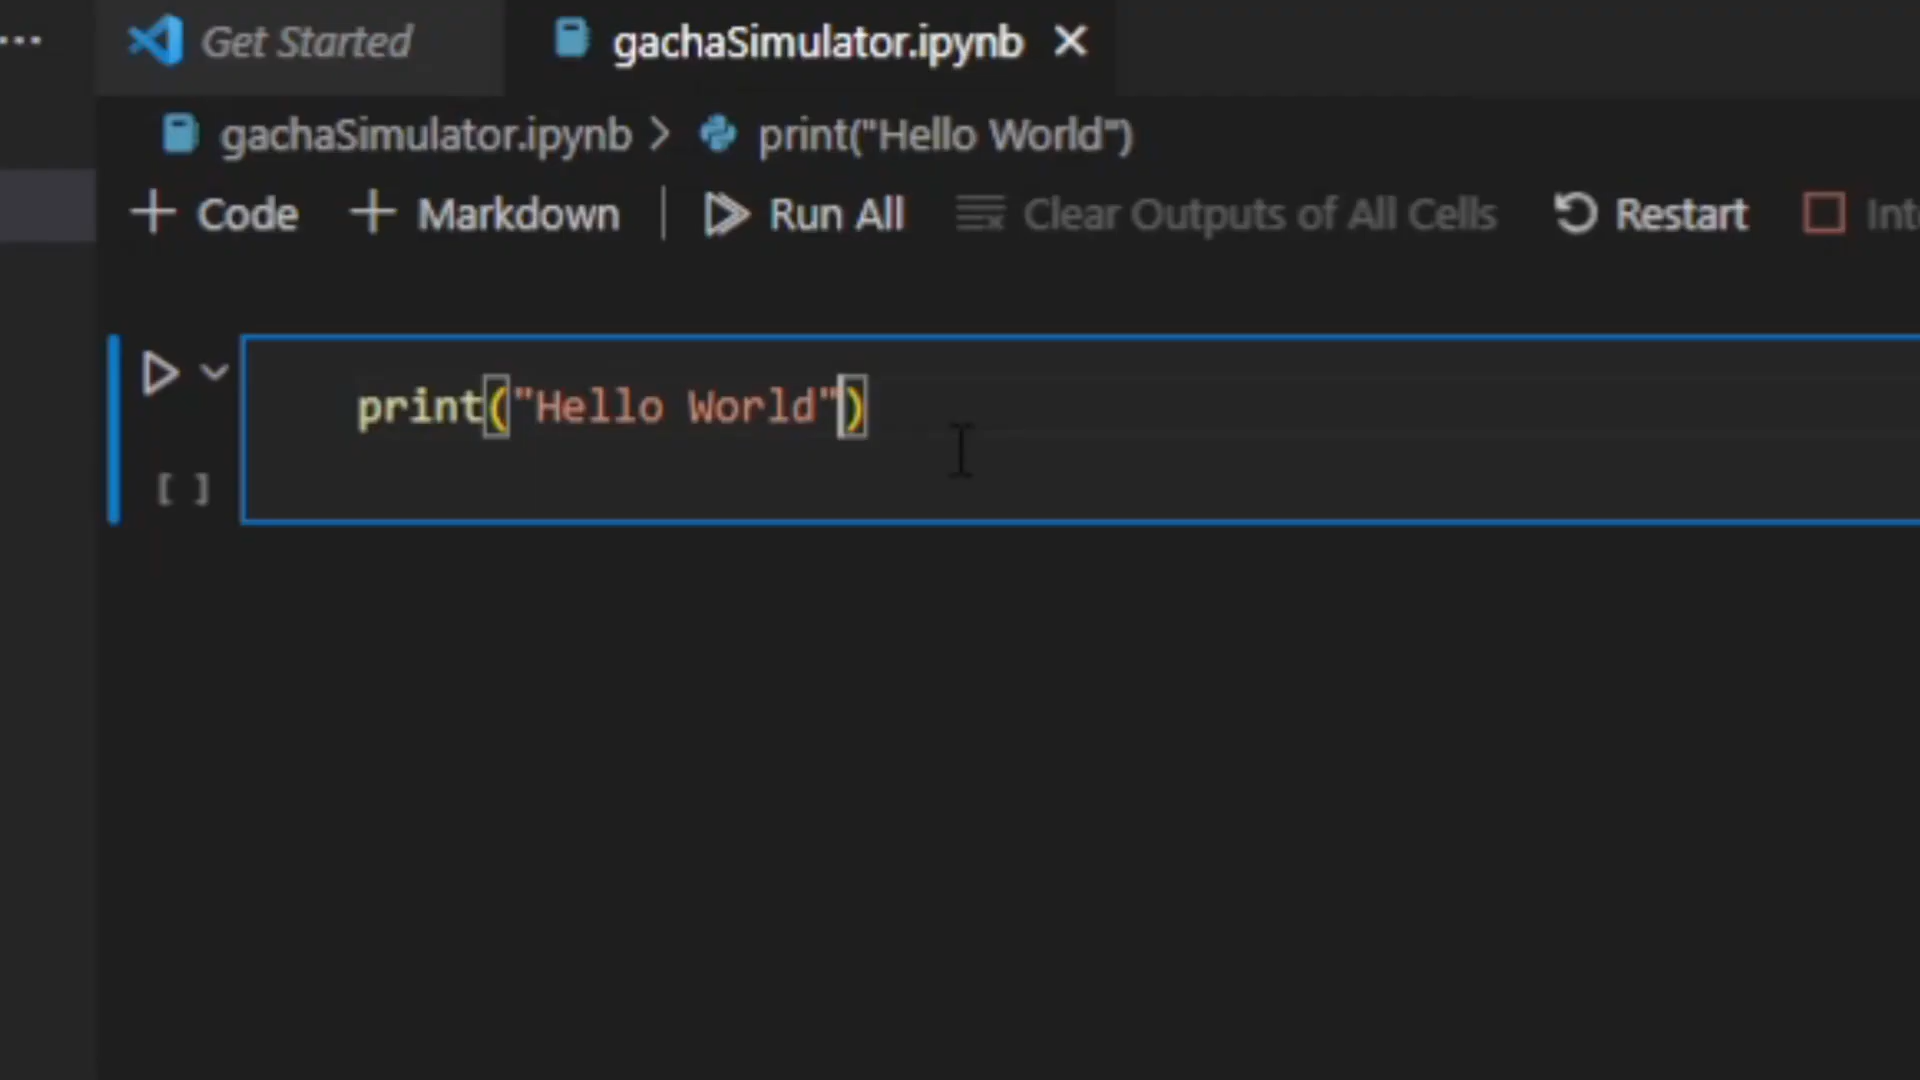 ... Get Started gachaSimulator.ipynb
gachaSimulator.ipynb > print("Hello World")
+ Code + Markdown | Run All Clear Outputs of All Cells Restart Int
print("Hello World")
[ ]